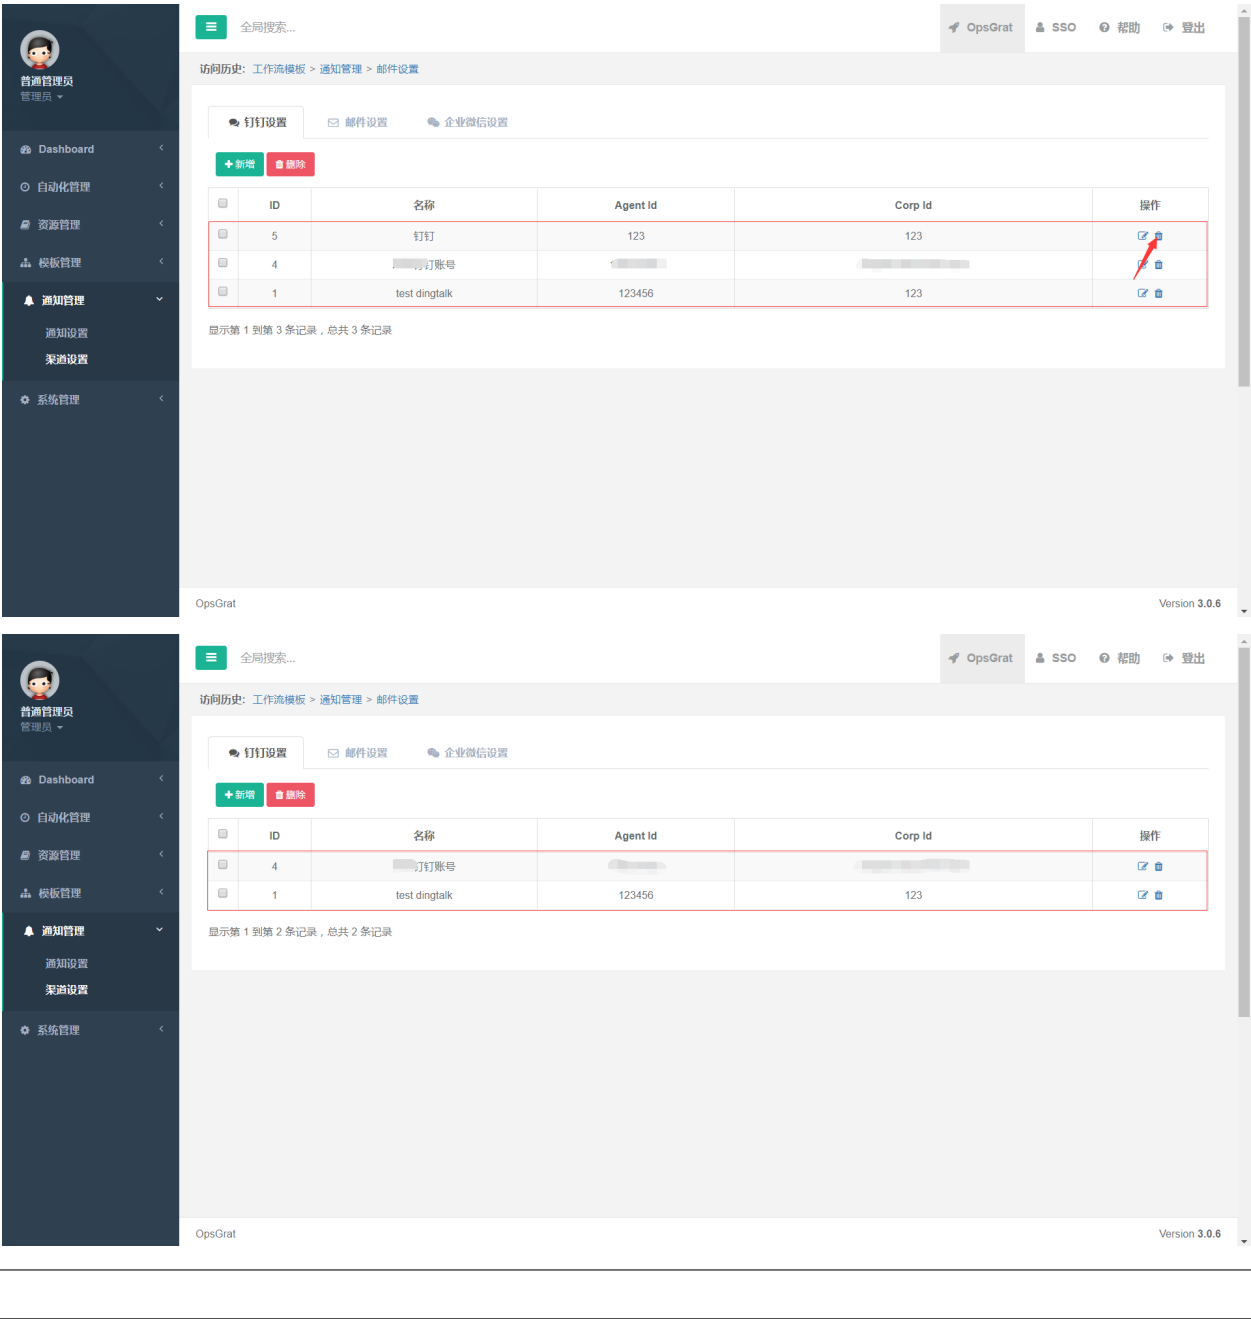 全局搜索...
OpsGrat SSO 帮助 登出
普通管理员
管理员
访问历史: 工作流模板 > 通知管理 > 邮件设置
钉钉设置 邮件设置 企业微信设置
Dashboard
自动化管理
资源管理
模板管理
通知管理
通知设置
渠道设置
系统管理
新增 删除
ID 名称 Agent Id Corp Id 操作
5 钉钉 123 123
4 钉账号
1 test dingtalk 123456 123
显示第 1 到第 3 条记录，总共 3 条记录
OpsGrat Version 3.0.6
全局搜索...
OpsGrat SSO 帮助 登出
普通管理员
管理员
访问历史: 工作流模板 > 通知管理 > 邮件设置
钉钉设置 邮件设置 企业微信设置
Dashboard
自动化管理
资源管理
模板管理
通知管理
通知设置
渠道设置
系统管理
新增 删除
ID 名称 Agent Id Corp Id 操作
4 钉钉账号
1 test dingtalk 123456 123
显示第 1 到第 2 条记录，总共 2 条记录
OpsGrat Version 3.0.6